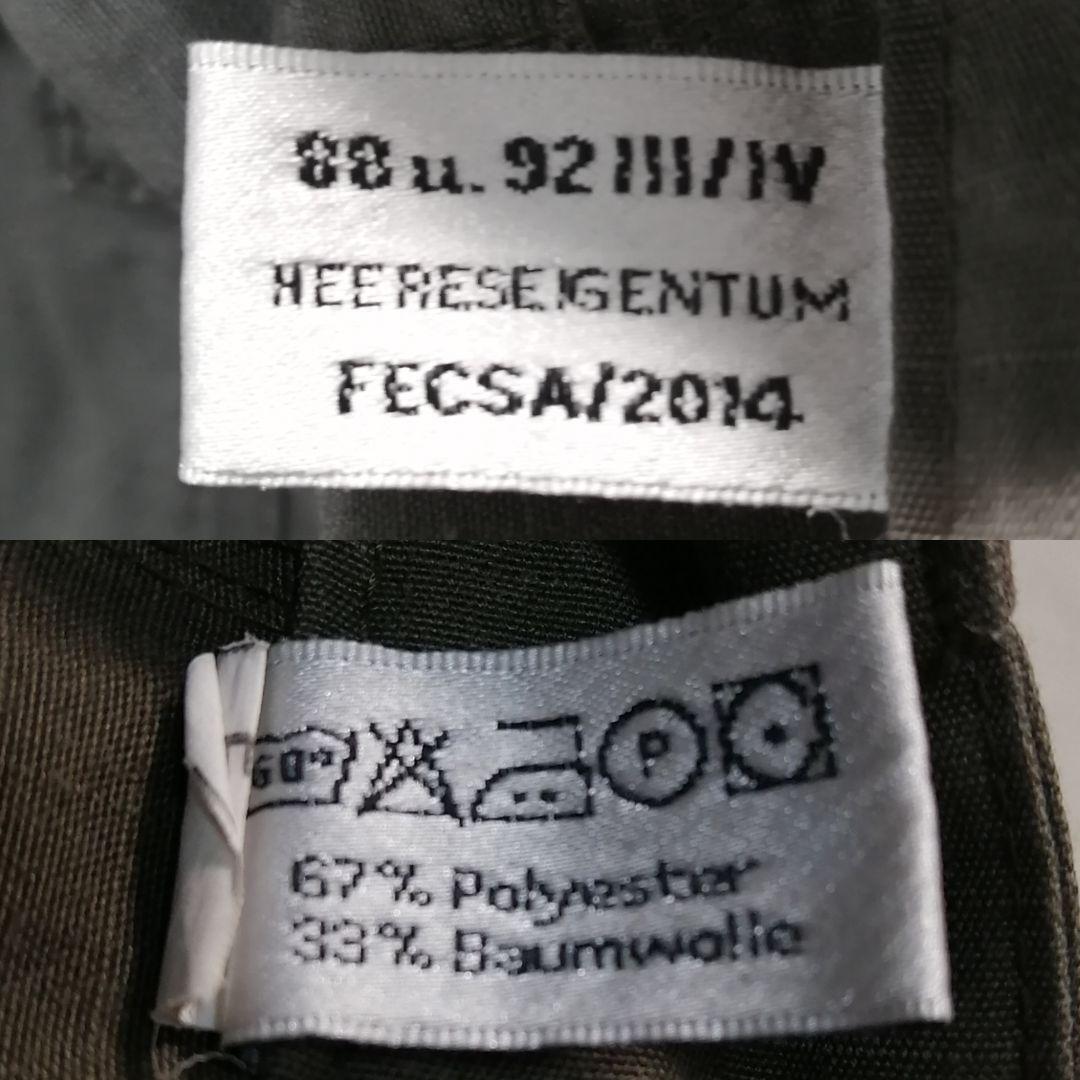 88 u. 92 III/IV
HEERESEIGENTUM
FECSA/2014
60° P
67% Polyester
33% Baumwolle